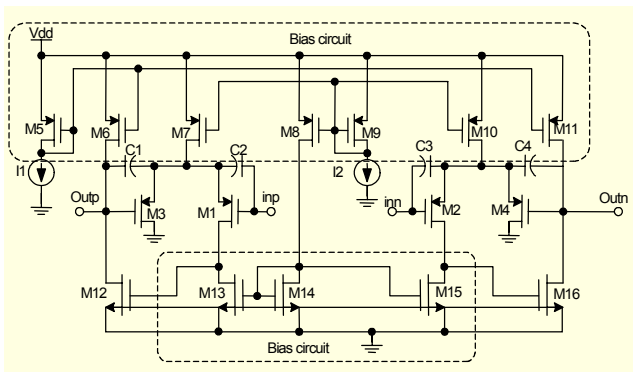 Vdd
Bias circuit
M5 M6 M7 M8 M9 M10 M11
C1 C2 C3 C4
I1 I2
Outp M3 M1 inp inn M2 M4 Outn
M12 M13 M14 M15 M16
Bias circuit